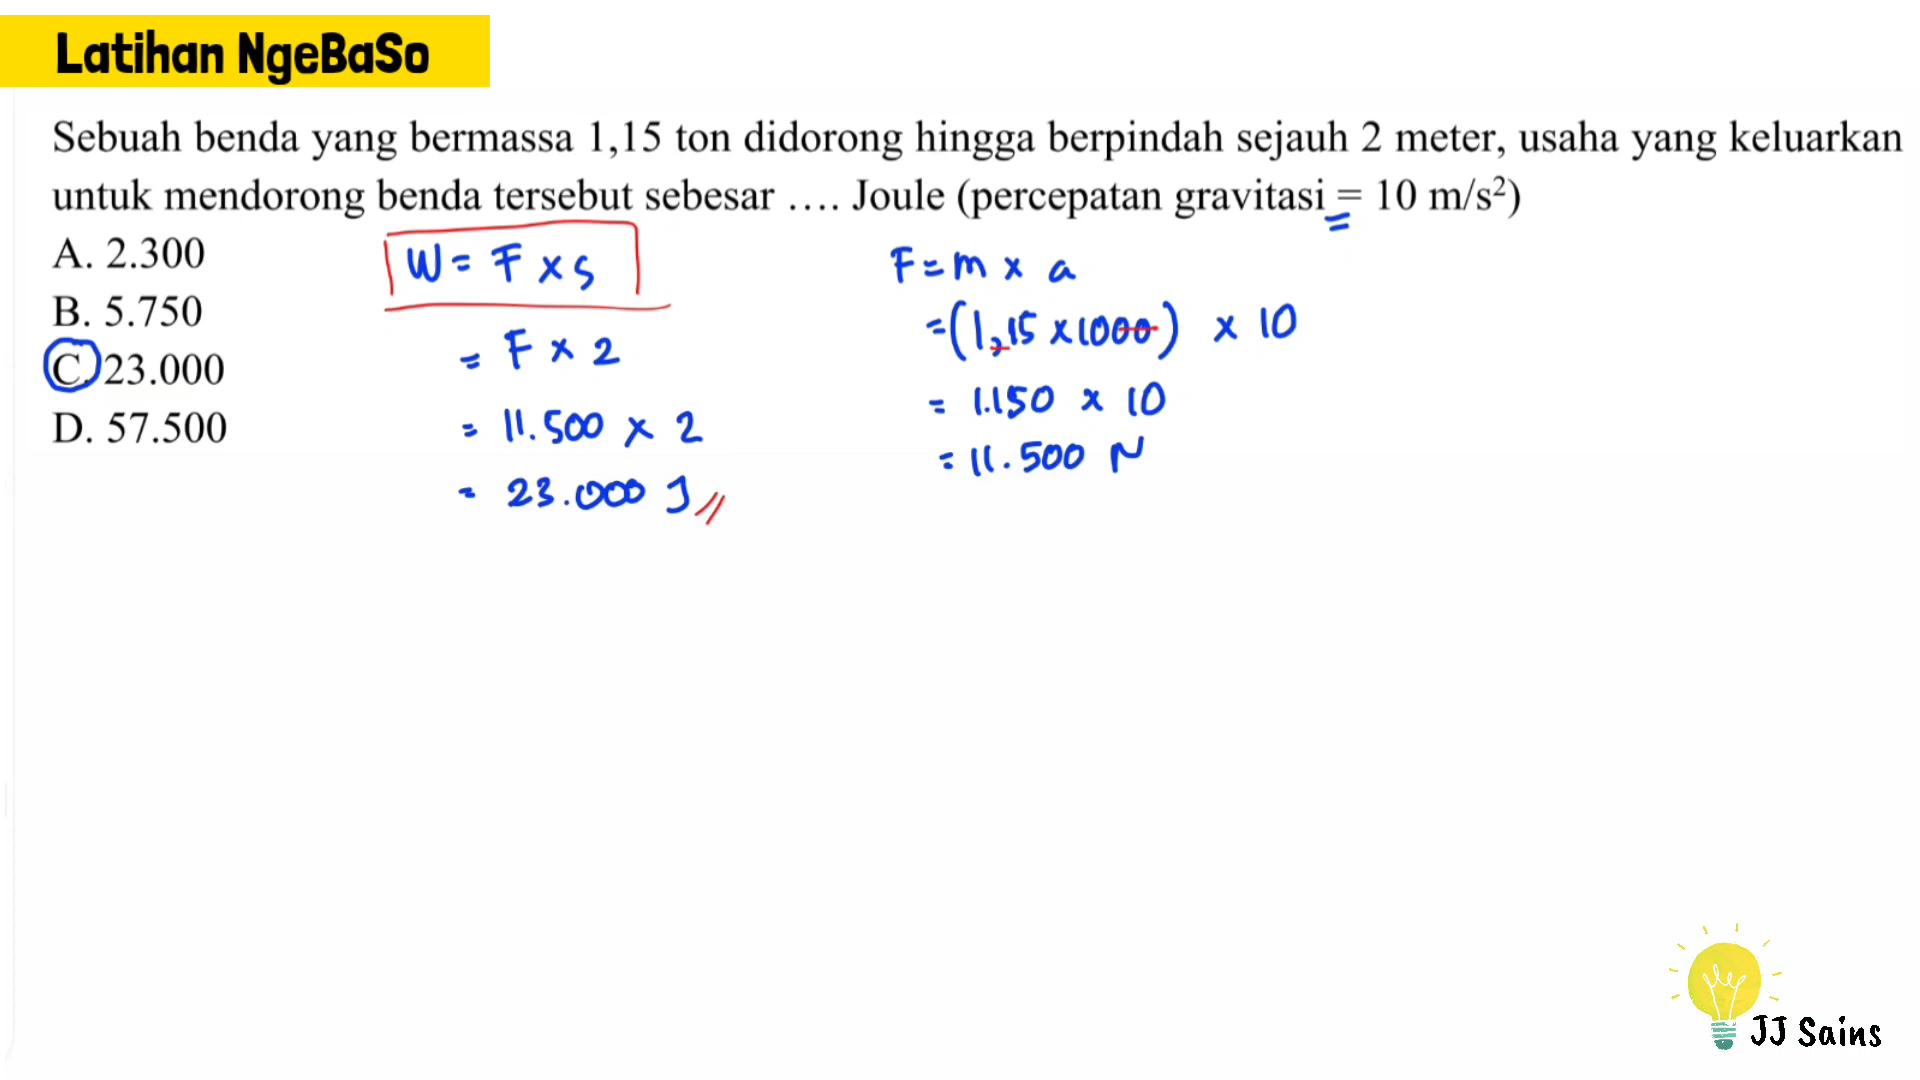 Latihan NgeBaSo
Sebuah benda yang bermassa 1,15 ton didorong hingga berpindah sejauh 2 meter, usaha yang keluarkan
untuk mendorong benda tersebut sebesar …. Joule (percepatan gravitasi = 10 m/s²)
A. 2.300
B. 5.750
C. 23.000
D. 57.500
W = F x s
= F x 2
= 11.500 x 2
= 23.000 J //
F = m x a
= (1,15 x 1000) x 10
= 1.150 x 10
= 11.500 N
JJ Sains